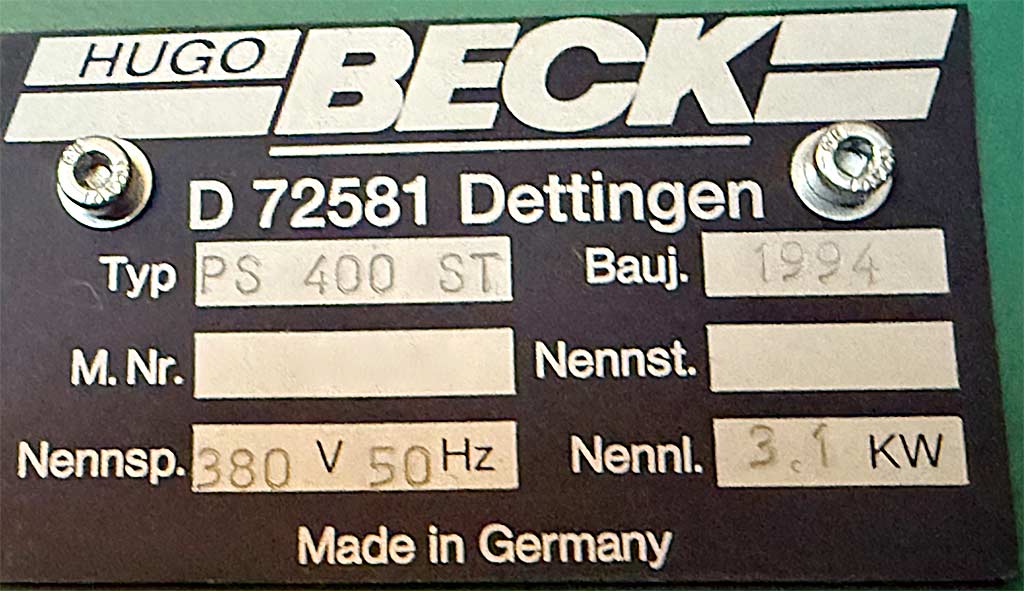 HUGO BECK
D 72581 Dettingen
Typ PS 400 ST Bauj. 1994
M. Nr. Nennst.
Nennsp. 380 V 50 Hz Nennl. 3.1 KW
Made in Germany